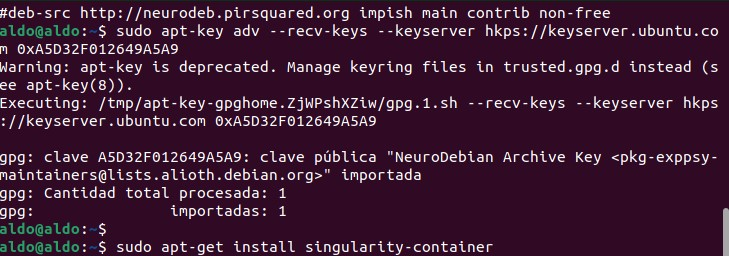 #deb-src http://neurodeb.pirsquared.org impish main contrib non-free
aldo@aldo:~$ sudo apt-key adv --recv-keys --keyserver hkps://keyserver.ubuntu.co
m 0xA5D32F012649A5A9
Warning: apt-key is deprecated. Manage keyring files in trusted.gpg.d instead (s
ee apt-key(8)).
Executing: /tmp/apt-key-gpghome.ZjWPshXZiw/gpg.1.sh --recv-keys --keyserver hkps
://keyserver.ubuntu.com 0xA5D32F012649A5A9
gpg: clave A5D32F012649A5A9: clave pública "NeuroDebian Archive Key <pkg-exppsy-
maintainers@lists.alioth.debian.org>" importada
gpg: Cantidad total procesada: 1
gpg:               importadas: 1
aldo@aldo:~$
aldo@aldo:~$ sudo apt-get install singularity-container